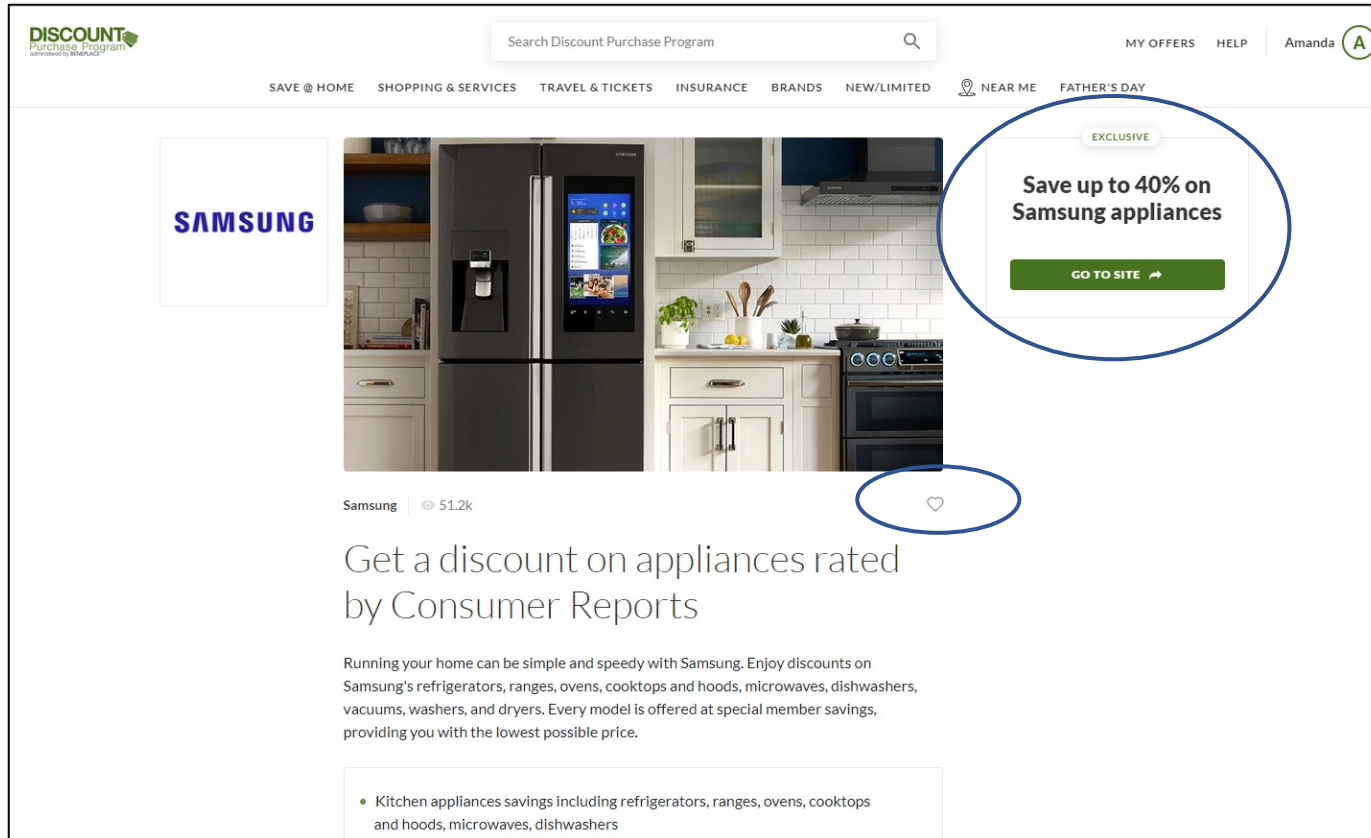 DISCOUNT
Purchase Program
administered by BENEPLACE
Search Discount Purchase Program
MY OFFERS HELP Amanda A
SAVE @ HOME SHOPPING & SERVICES TRAVEL & TICKETS INSURANCE BRANDS NEW/LIMITED NEAR ME FATHER'S DAY
SAMSUNG
SAMSUNG
EXCLUSIVE
Save up to 40% on
Samsung appliances
GO TO SITE
Samsung 51.2k
Get a discount on appliances rated
by Consumer Reports
Running your home can be simple and speedy with Samsung. Enjoy discounts on
Samsung's refrigerators, ranges, ovens, cooktops and hoods, microwaves, dishwashers,
vacuums, washers, and dryers. Every model is offered at special member savings,
providing you with the lowest possible price.
• Kitchen appliances savings including refrigerators, ranges, ovens, cooktops
and hoods, microwaves, dishwashers